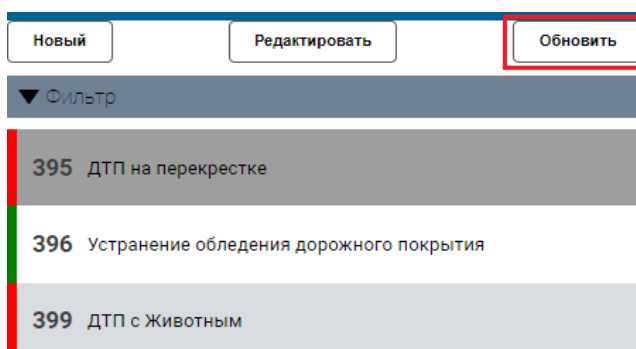 Новый Редактировать Обновить
Фильтр
395 ДТП на перекрестке
396 Устранение обледения дорожного покрытия
399 ДТП с Животным